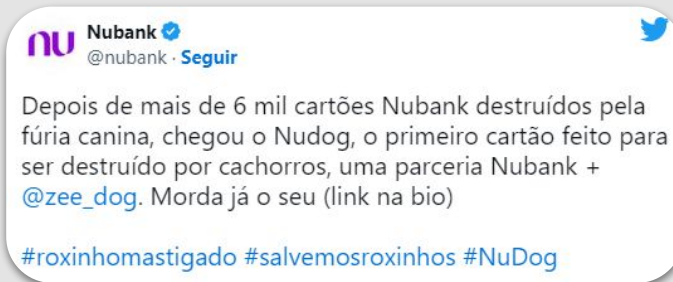 nu Nubank
@nubank · Seguir
Depois de mais de 6 mil cartões Nubank destruídos pela
fúria canina, chegou o Nudog, o primeiro cartão feito para
ser destruído por cachorros, uma parceria Nubank +
@zee_dog. Morda já o seu (link na bio)
#roxinhomastigado #salvemosroxinhos #NuDog